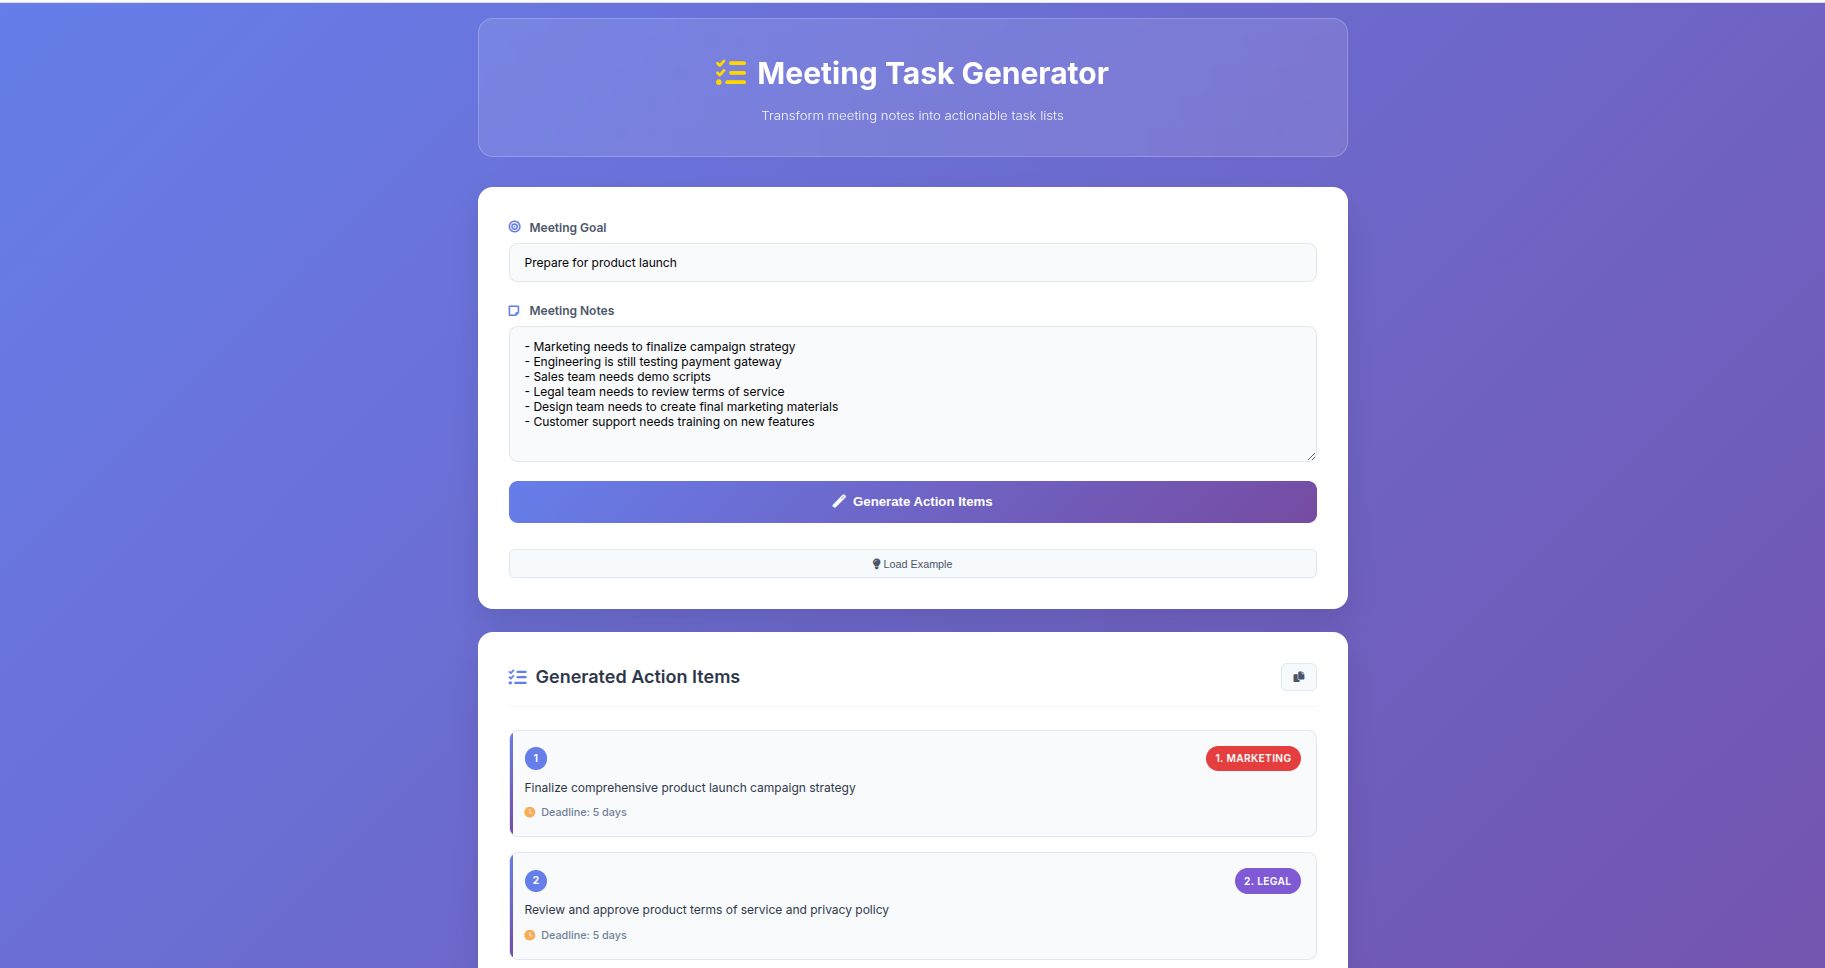 Meeting Task Generator
Transform meeting notes into actionable task lists
Meeting Goal
Prepare for product launch
Meeting Notes
- Marketing needs to finalize campaign strategy
- Engineering is still testing payment gateway
- Sales team needs demo scripts
- Legal team needs to review terms of service
- Design team needs to create final marketing materials
- Customer support needs training on new features
Generate Action Items
Load Example
Generated Action Items
1
1. MARKETING
Finalize comprehensive product launch campaign strategy
Deadline: 5 days
2
2. LEGAL
Review and approve product terms of service and privacy policy
Deadline: 5 days